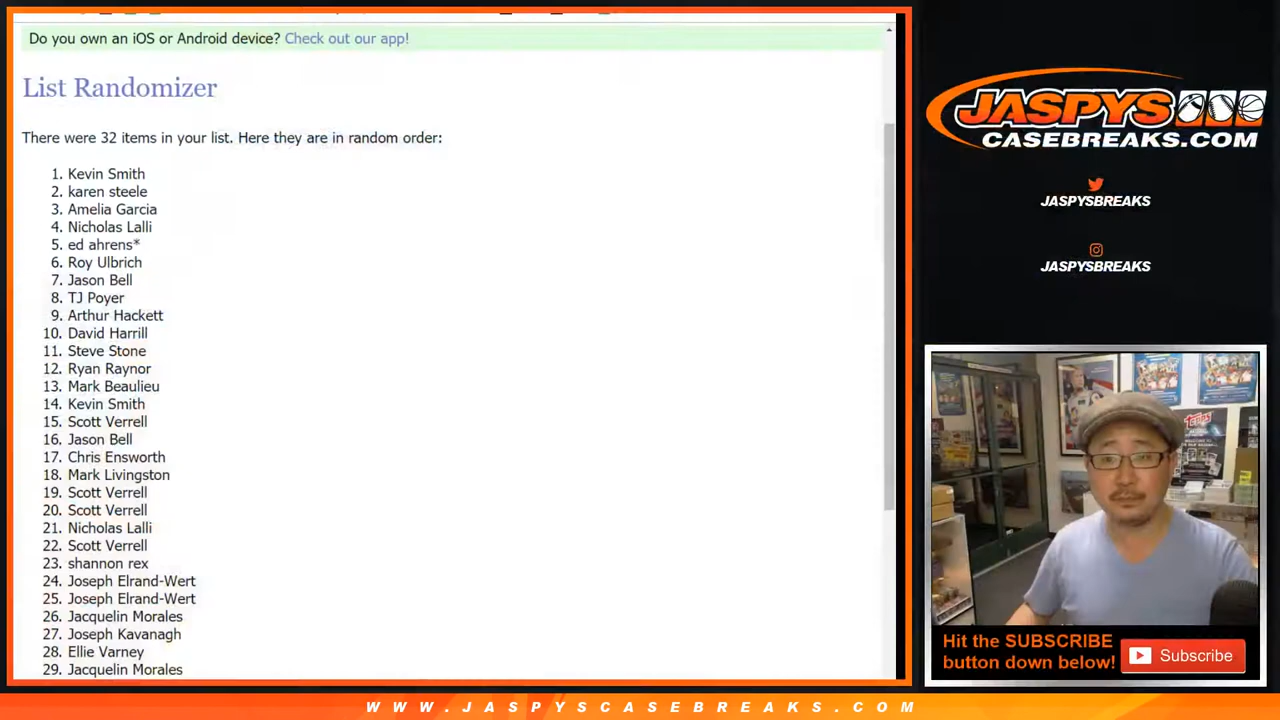 Do you own an iOS or Android device? Check out our app!
List Randomizer
There were 32 items in your list. Here they are in random order:
1. Kevin Smith
2. karen steele
3. Amelia Garcia
4. Nicholas Lalli
5. ed ahrens*
6. Roy Ulbrich
7. Jason Bell
8. TJ Poyer
9. Arthur Hackett
10. David Harrill
11. Steve Stone
12. Ryan Raynor
13. Mark Beaulieu
14. Kevin Smith
15. Scott Verrell
16. Jason Bell
17. Chris Ensworth
18. Mark Livingston
19. Scott Verrell
20. Scott Verrell
21. Nicholas Lalli
22. Scott Verrell
23. shannon rex
24. Joseph Elrand-Wert
25. Joseph Elrand-Wert
26. Jacquelin Morales
27. Joseph Kavanagh
28. Ellie Varney
29. Jacquelin Morales
JASPYS
CASEBREAKS.COM
JASPYSBREAKS
JASPYSBREAKS
topps
Hit the SUBSCRIBE
button down below!
Subscribe
WWW.JASPYSCASEBREAKS.COM